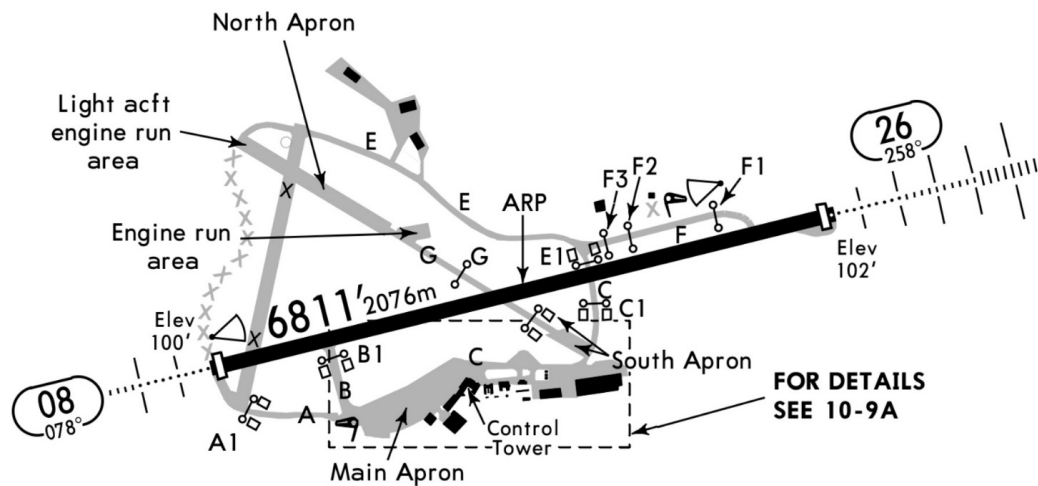 North Apron
Light acft
engine run
area
E
E
F3
F2
F1
26
258°
ARP
Engine run
area
G
G
E1
F
Elev
102'
6811' 2076m
C
C1
Elev
100'
X
X
B1
C
South Apron
B
08
078°
A1
A
Control
Tower
Main Apron
FOR DETAILS
SEE 10-9A